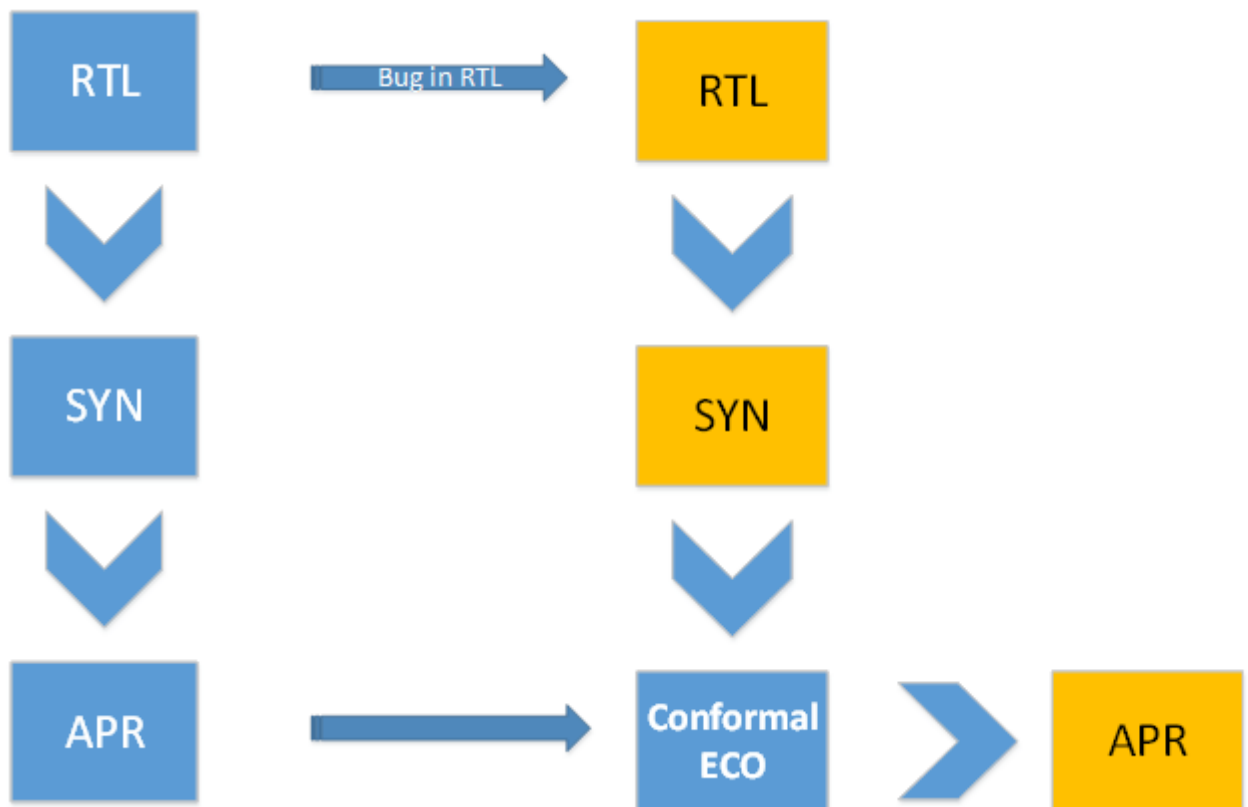 RTL
Bug in RTL
RTL
SYN
SYN
APR
Conformal
ECO
APR